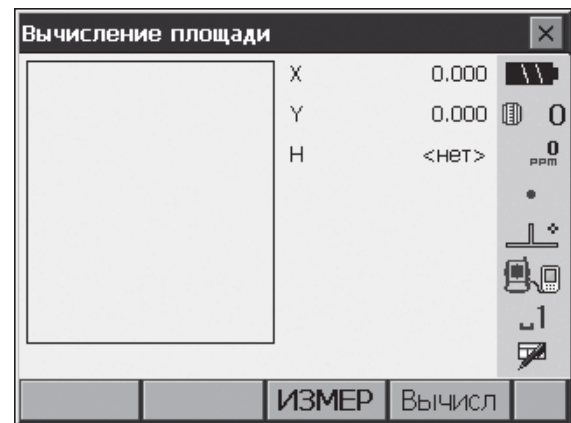 Вычисление площади
X 0.000
Y 0.000 0
H <нет> 0
ppm
1
ИЗМЕР Вычисл